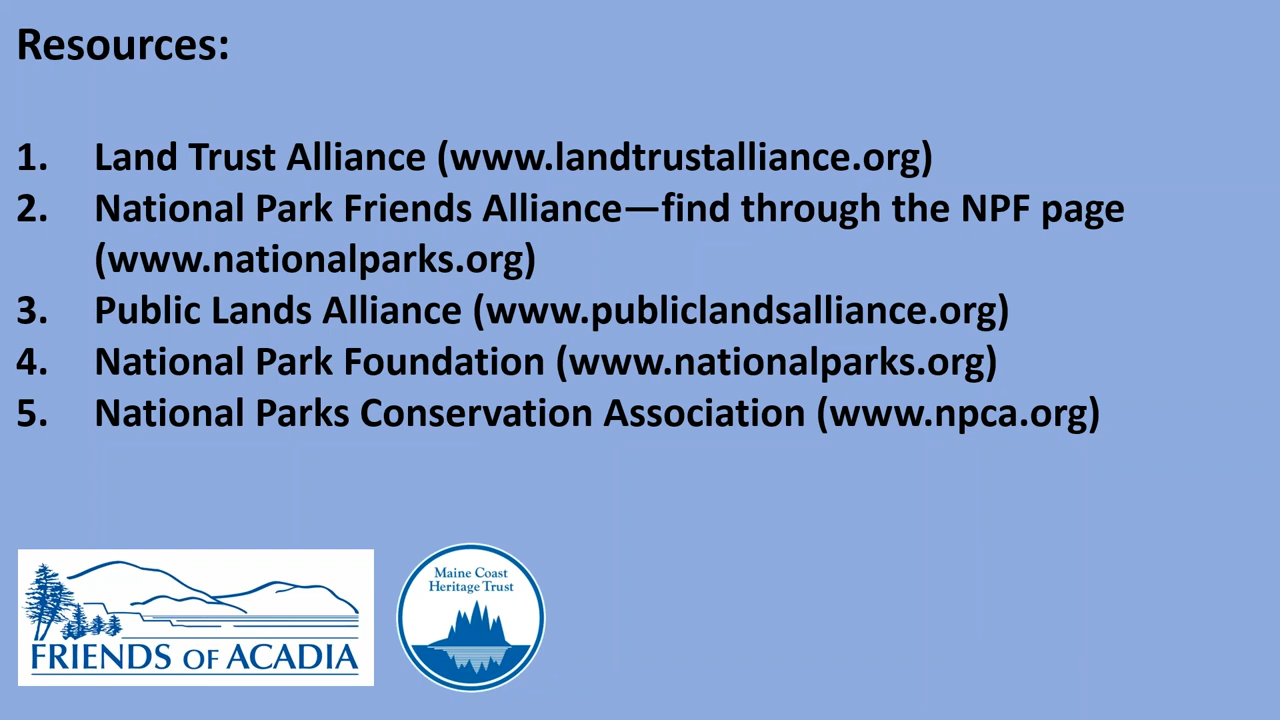 Resources:
1. Land Trust Alliance (www.landtrustalliance.org)
2. National Park Friends Alliance—find through the NPF page
(www.nationalparks.org)
3. Public Lands Alliance (www.publiclandsalliance.org)
4. National Park Foundation (www.nationalparks.org)
5. National Parks Conservation Association (www.npca.org)
FRIENDS OF ACADIA
Maine Coast
Heritage Trust